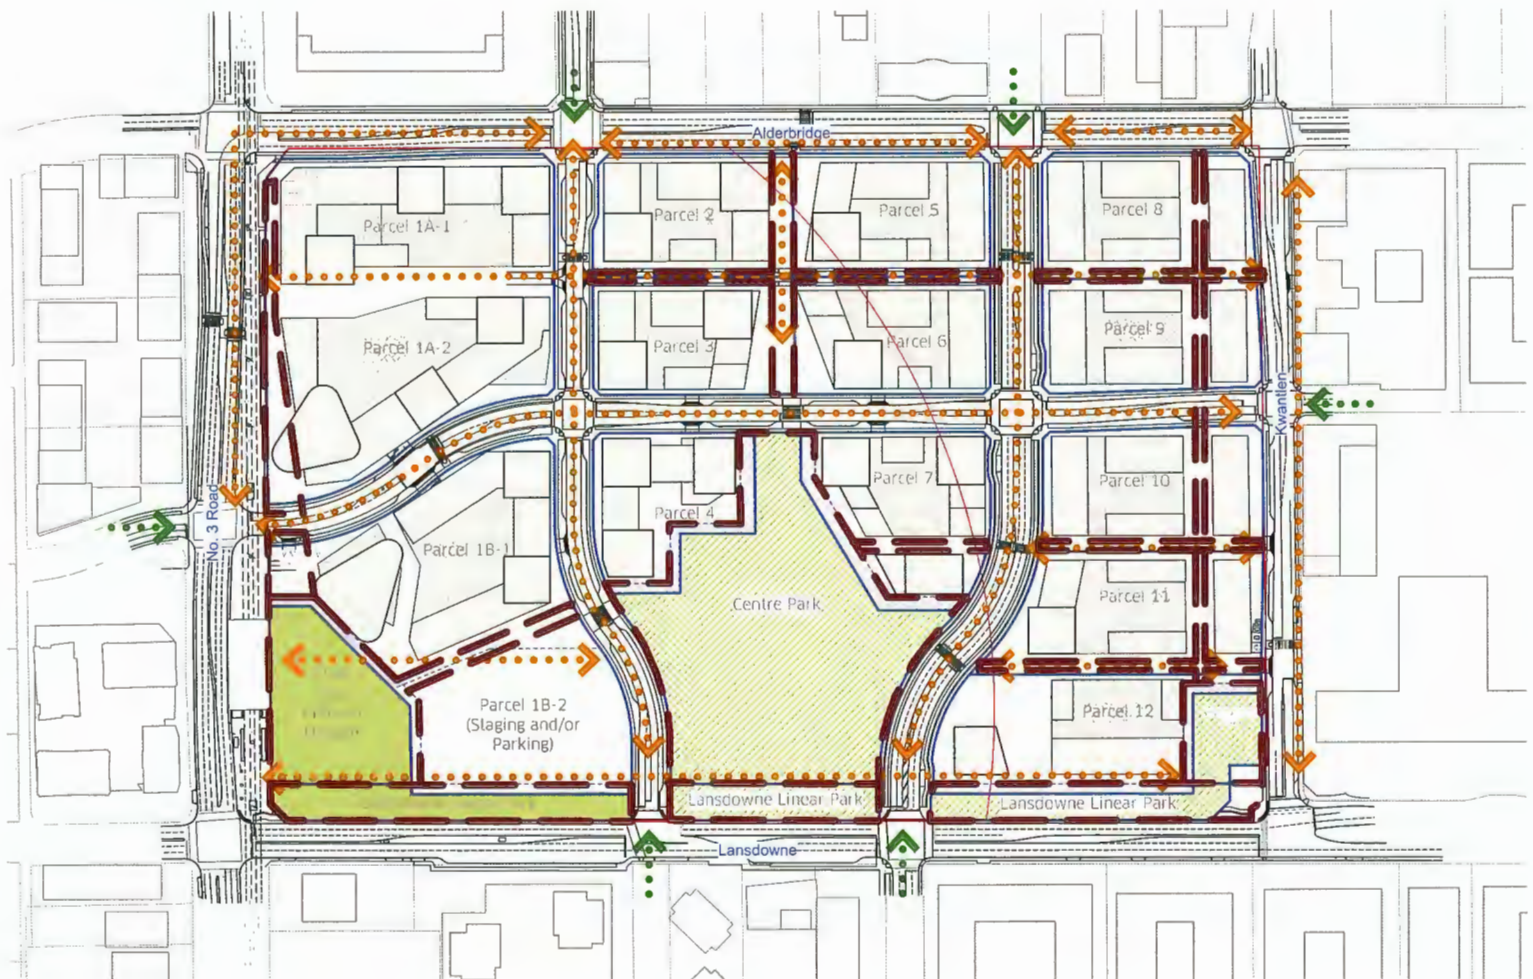 Alderbridge
Parcel 1A-1
Parcel 2
Parcel 5
Parcel 8
Parcel 1A-2
Parcel 3
Parcel 6
Parcel 9
Kwantlen
No. 3 Road
Parcel 1B-1
Parcel 4
Parcel 7
Parcel 10
Centre Park
Parcel 11
Parcel 1B-2
(Staging and/or
Parking)
Parcel 12
Lansdowne Linear Park
Lansdowne Linear Park
Lansdowne